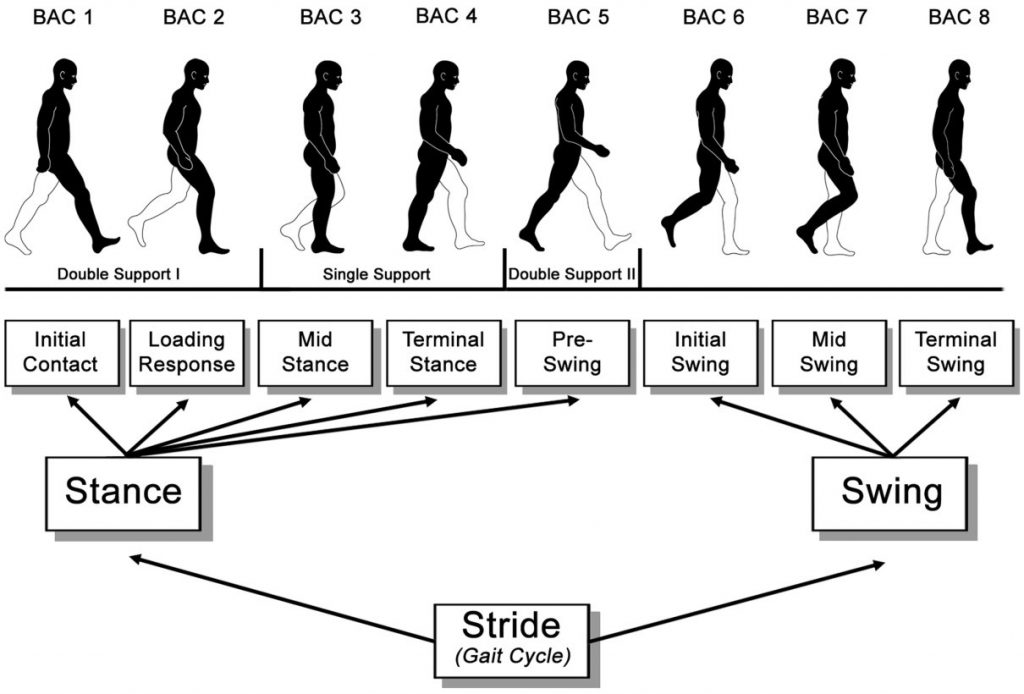 BAC 1 BAC 2 BAC 3 BAC 4 BAC 5 BAC 6 BAC 7 BAC 8
Double Support I Single Support Double Support II
Initial
Contact
Loading
Response
Mid
Stance
Terminal
Stance
Pre-
Swing
Initial
Swing
Mid
Swing
Terminal
Swing
Stance
Swing
Stride
(Gait Cycle)